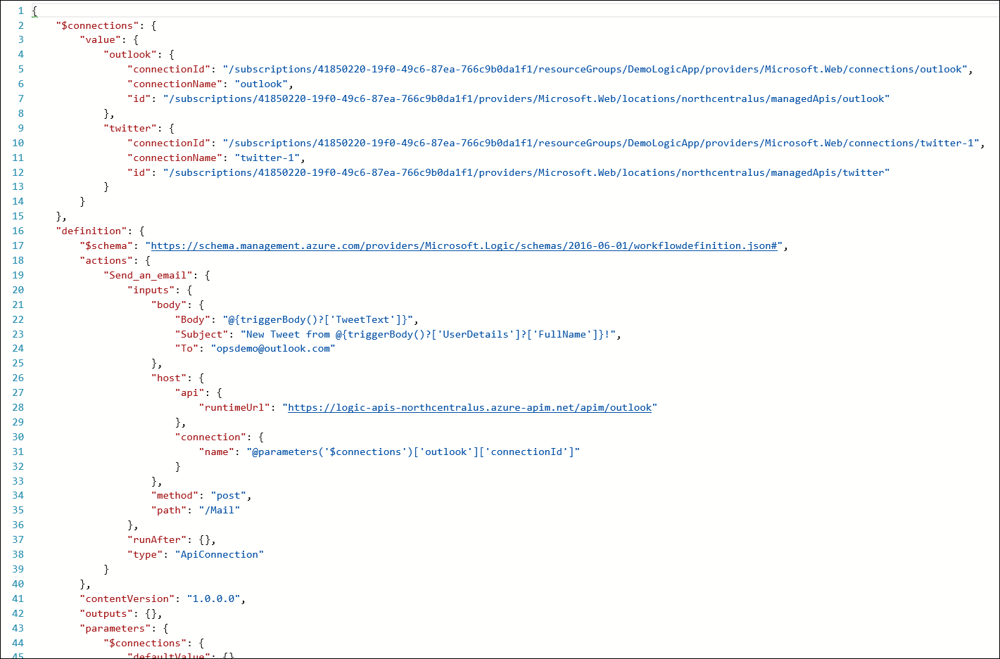 1 {
2 "$connections": {
3 "value": {
4 "outlook": {
5 "connectionId": "/subscriptions/41850220-19f0-49c6-87ea-766c9b0da1f1/resourceGroups/DemoLogicApp/providers/Microsoft.Web/connections/outlook",
6 "connectionName": "outlook",
7 "id": "/subscriptions/41850220-19f0-49c6-87ea-766c9b0da1f1/providers/Microsoft.Web/locations/northcentralus/managedApis/outlook"
8 },
9 "twitter": {
10 "connectionId": "/subscriptions/41850220-19f0-49c6-87ea-766c9b0da1f1/resourceGroups/DemoLogicApp/providers/Microsoft.Web/connections/twitter-1",
11 "connectionName": "twitter-1",
12 "id": "/subscriptions/41850220-19f0-49c6-87ea-766c9b0da1f1/providers/Microsoft.Web/locations/northcentralus/managedApis/twitter"
13 }
14 }
15 },
16 "definition": {
17 "$schema": "https://schema.management.azure.com/providers/Microsoft.Logic/schemas/2016-06-01/workflowdefinition.json#",
18 "actions": {
19 "Send_an_email": {
20 "inputs": {
21 "body": {
22 "Body": "@{triggerBody()?['TweetText']}",
23 "Subject": "New Tweet from @{triggerBody()?['UserDetails']?['FullName']}!",
24 "To": "opsdemo@outlook.com"
25 },
26 "host": {
27 "api": {
28 "runtimeUrl": "https://logic-apis-northcentralus.azure-apim.net/apim/outlook"
29 },
30 "connection": {
31 "name": "@parameters('$connections')['outlook']['connectionId']"
32 }
33 },
34 "method": "post",
35 "path": "/Mail"
36 },
37 "runAfter": {},
38 "type": "ApiConnection"
39 }
40 },
41 "contentVersion": "1.0.0.0",
42 "outputs": {},
43 "parameters": {
44 "$connections": {
45 "defaultValue": {}